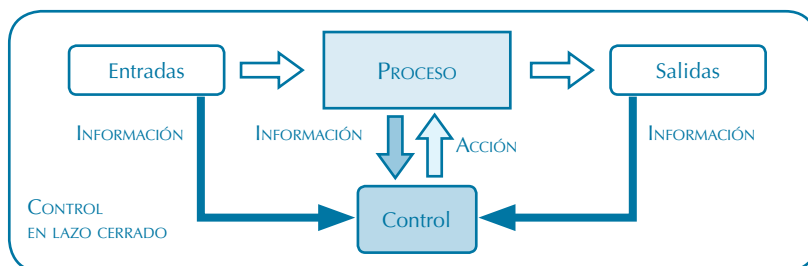 Entradas
PROCESO
Salidas
INFORMACIÓN
INFORMACIÓN
ACCIÓN
INFORMACIÓN
CONTROL
EN LAZO CERRADO
Control